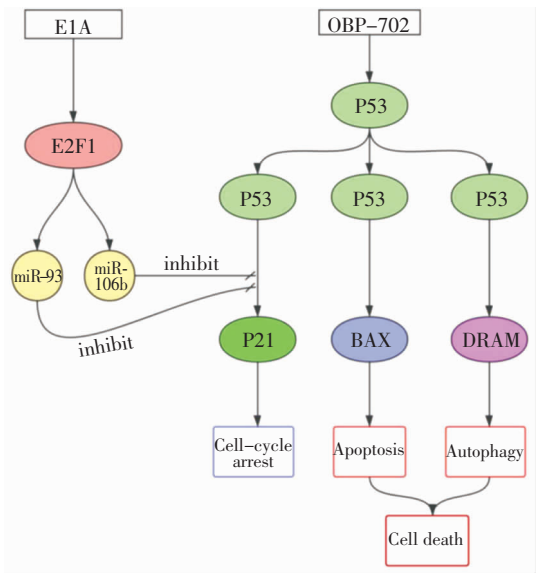 E1A
OBP-702
P53
E2F1
P53
P53
P53
miR-93
miR-
106b
inhibit
inhibit
P21
BAX
DRAM
Cell-cycle
arrest
Apoptosis
Autophagy
Cell death